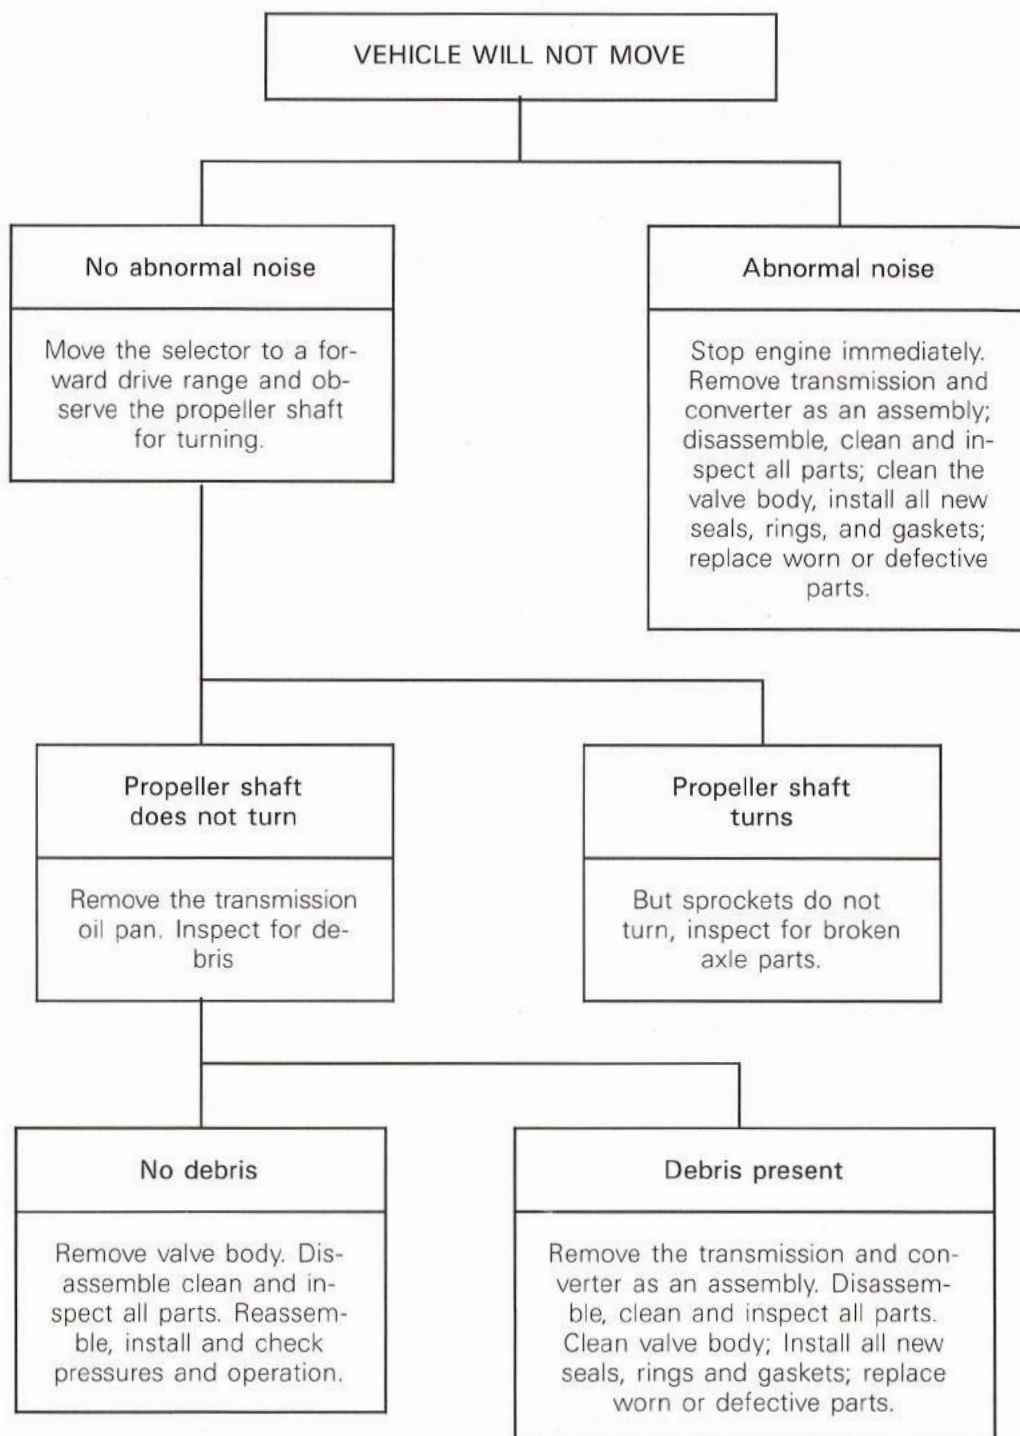 VEHICLE WILL NOT MOVE
No abnormal noise
Move the selector to a for-
ward drive range and ob-
serve the propeller shaft
for turning.
Abnormal noise
Stop engine immediately.
Remove transmission and
converter as an assembly;
disassemble, clean and in-
spect all parts; clean the
valve body, install all new
seals, rings, and gaskets;
replace worn or defective
parts.
Propeller shaft
does not turn
Remove the transmission
oil pan. Inspect for de-
bris
Propeller shaft
turns
But sprockets do not
turn, inspect for broken
axle parts.
No debris
Remove valve body. Dis-
assemble clean and in-
spect all parts. Reassem-
ble, install and check
pressures and operation.
Debris present
Remove the transmission and con-
verter as an assembly. Disassem-
ble, clean and inspect all parts.
Clean valve body; Install all new
seals, rings and gaskets; replace
worn or defective parts.